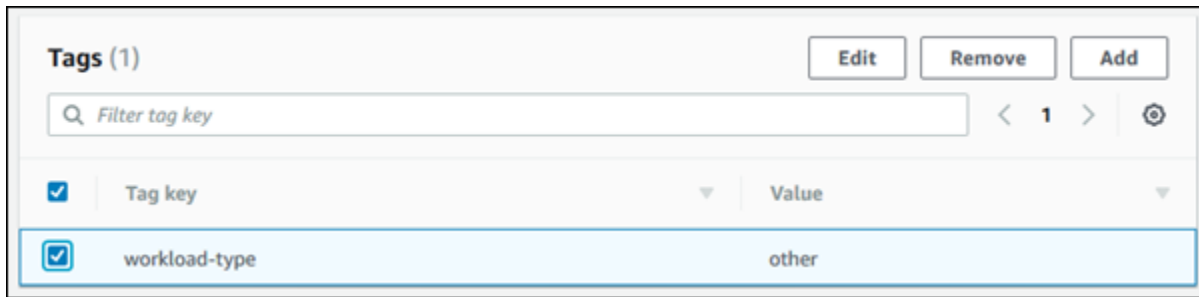 Tags (1) Edit Remove Add
Filter tag key 1
Tag key Value
workload-type other